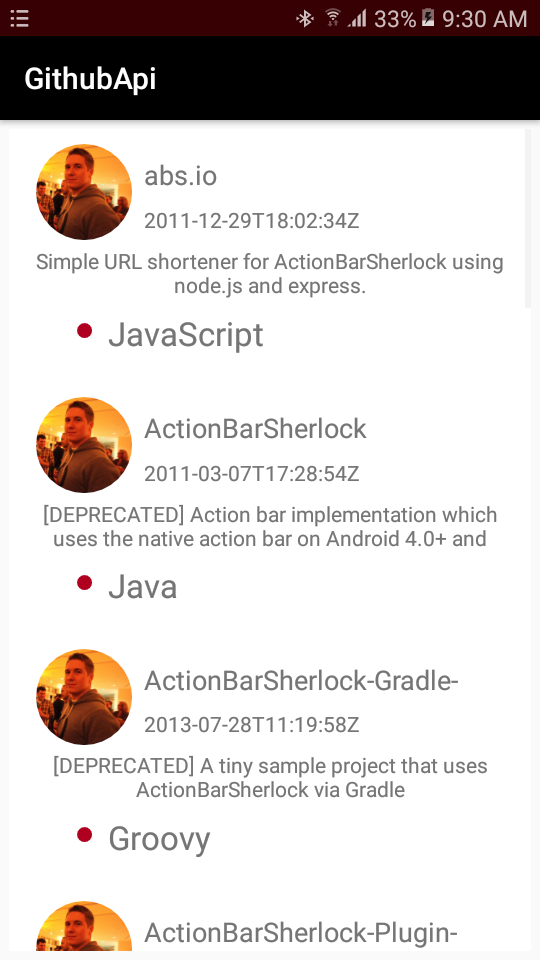 33% 9:30 AM
GithubApi
abs.io
2011-12-29T18:02:34Z
Simple URL shortener for ActionBarSherlock using
node.js and express.
JavaScript
ActionBarSherlock
2011-03-07T17:28:54Z
[DEPRECATED] Action bar implementation which
uses the native action bar on Android 4.0+ and
Java
ActionBarSherlock-Gradle-
2013-07-28T11:19:58Z
[DEPRECATED] A tiny sample project that uses
ActionBarSherlock via Gradle
Groovy
ActionBarSherlock-Plugin-